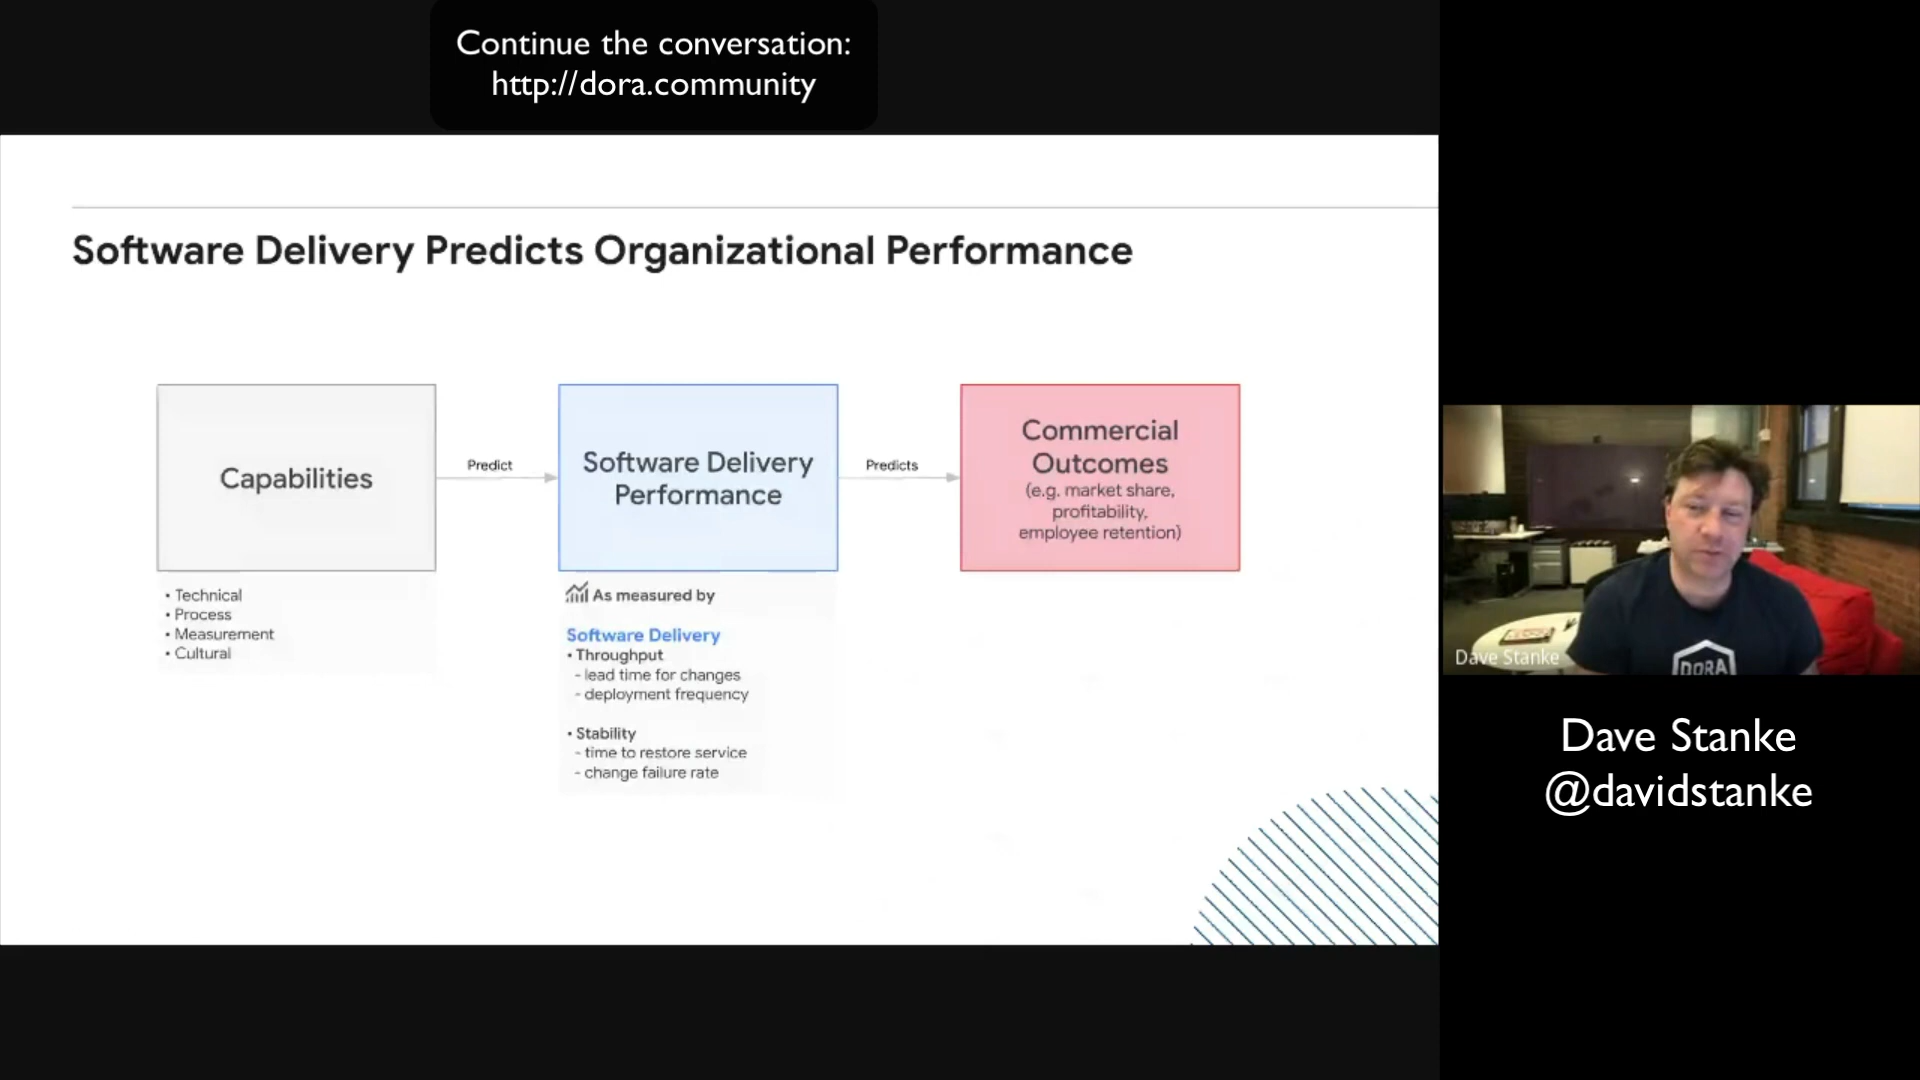 Continue the conversation:
http://dora.community
Software Delivery Predicts Organizational Performance
Capabilities
Predict
Software Delivery
Performance
Predicts
Commercial
Outcomes
(e.g. market share,
profitability,
employee retention)
• Technical
• Process
• Measurement
• Cultural
As measured by
Software Delivery
• Throughput
- lead time for changes
- deployment frequency
• Stability
- time to restore service
- change failure rate
DORA
Dave Stanke
Dave Stanke
@davidstanke